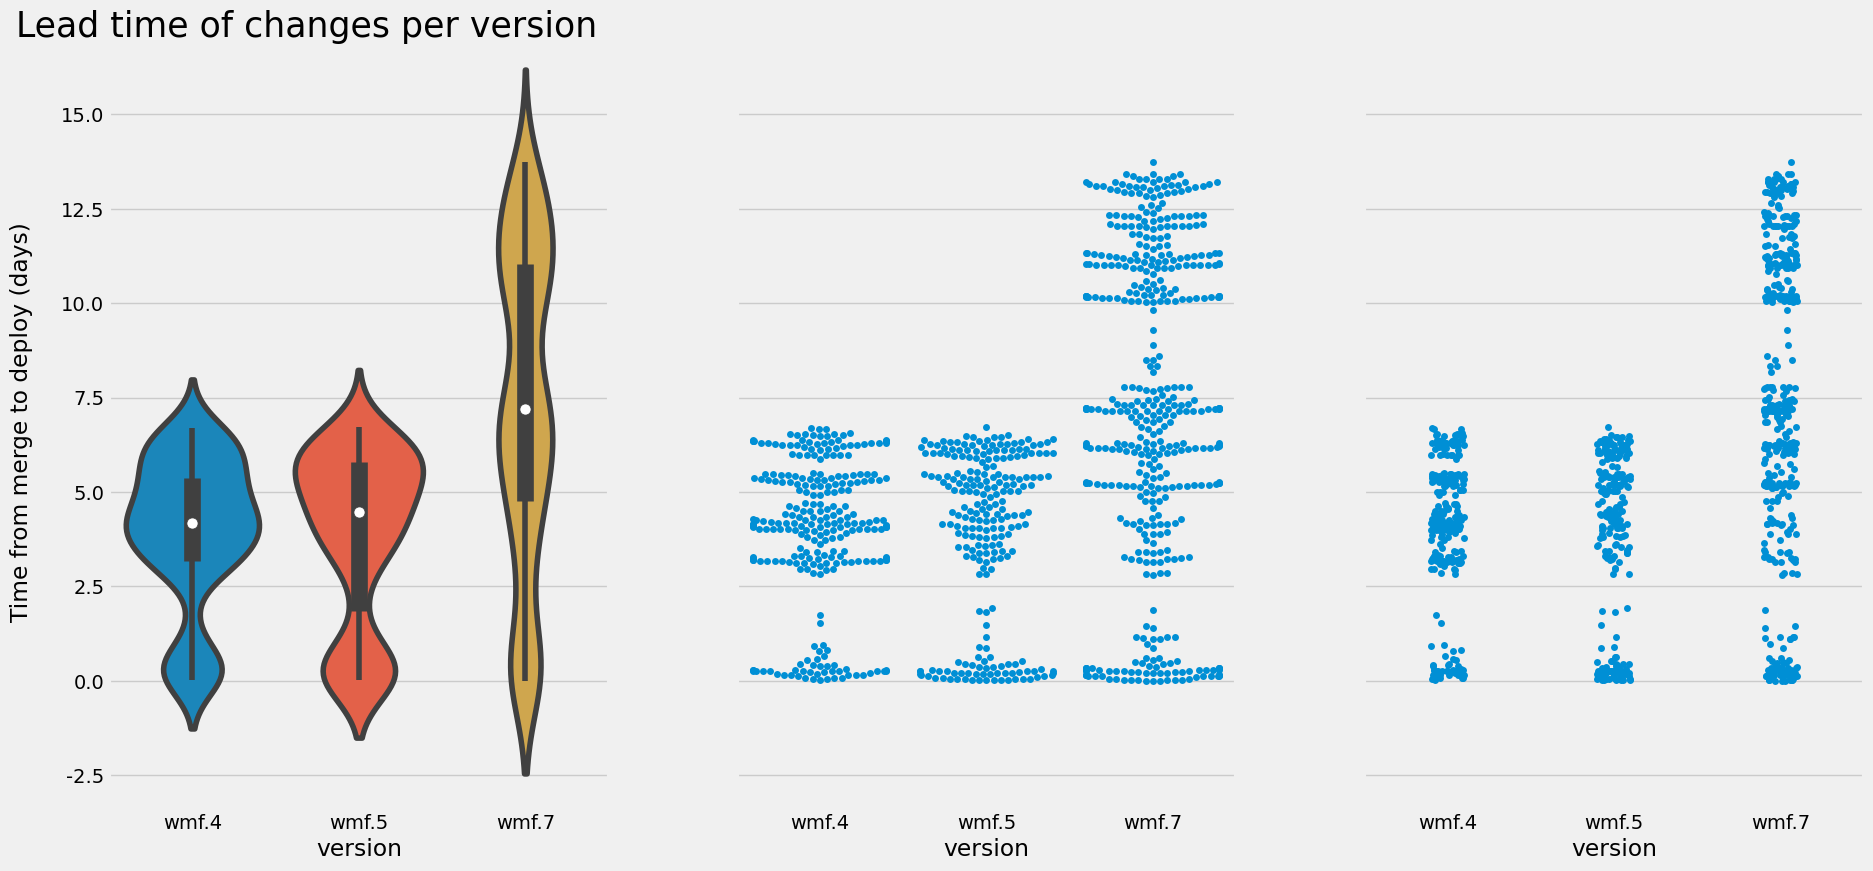 Lead time of changes per version
Time from merge to deploy (days)
15.0
12.5
10.0
7.5
5.0
2.5
0.0
-2.5
wmf.4 wmf.5 wmf.7
version
wmf.4 wmf.5 wmf.7
version
wmf.4 wmf.5 wmf.7
version